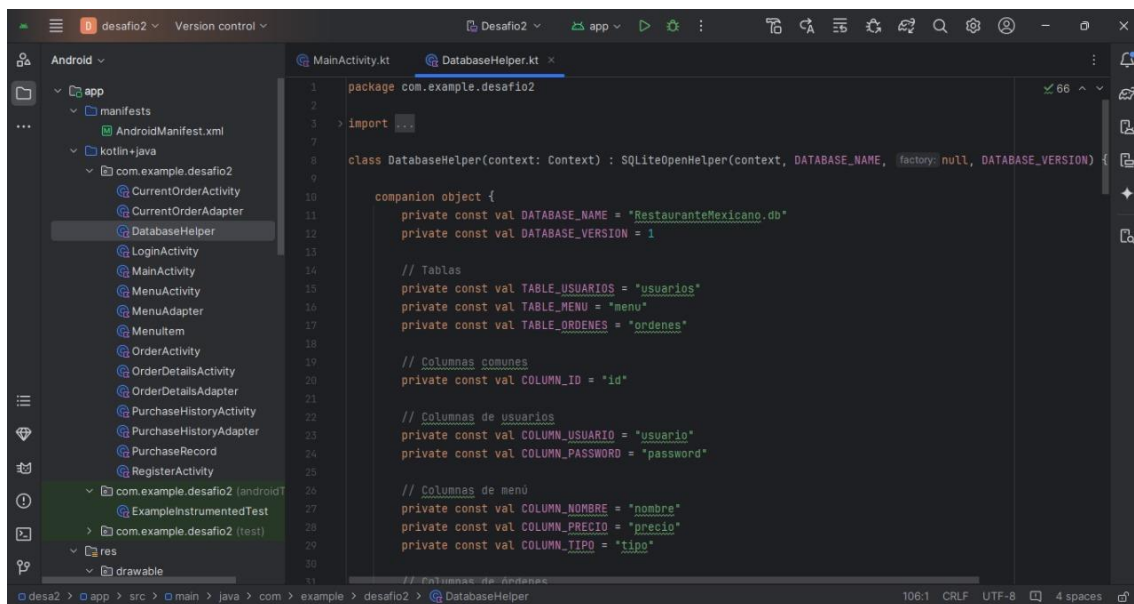 D desafio2 Version control Desafio2 app
Android
app
manifests
AndroidManifest.xml
kotlin+java
com.example.desafio2
CurrentOrderActivity
CurrentOrderAdapter
DatabaseHelper
LoginActivity
MainActivity
MenuActivity
MenuAdapter
MenuItem
OrderActivity
OrderDetailsActivity
OrderDetailsAdapter
PurchaseHistoryActivity
PurchaseHistoryAdapter
PurchaseRecord
RegisterActivity
com.example.desafio2 (androidT
ExampleInstrumentedTest
com.example.desafio2 (test)
res
drawable
MainActivity.kt DatabaseHelper.kt
66
1 package com.example.desafio2
2
3 import ...
7
8 class DatabaseHelper(context: Context) : SQLiteOpenHelper(context, DATABASE_NAME, factory: null, DATABASE_VERSION) {
9
10 companion object {
11 private const val DATABASE_NAME = "RestauranteMexicano.db"
12 private const val DATABASE_VERSION = 1
13
14 // Tablas
15 private const val TABLE_USUARIOS = "usuarios"
16 private const val TABLE_MENU = "menu"
17 private const val TABLE_ORDENES = "ordenes"
18
19 // Columnas comunes
20 private const val COLUMN_ID = "id"
21
22 // Columnas de usuarios
23 private const val COLUMN_USUARIO = "usuario"
24 private const val COLUMN_PASSWORD = "password"
25
26 // Columnas de menú
27 private const val COLUMN_NOMBRE = "nombre"
28 private const val COLUMN_PRECIO = "precio"
29 private const val COLUMN_TIPO = "tipo"
30
31 // Columnas de órdenes
desa2 > app > src > main > java > com > example > desafio2 > DatabaseHelper
106:1 CRLF UTF-8 4 spaces